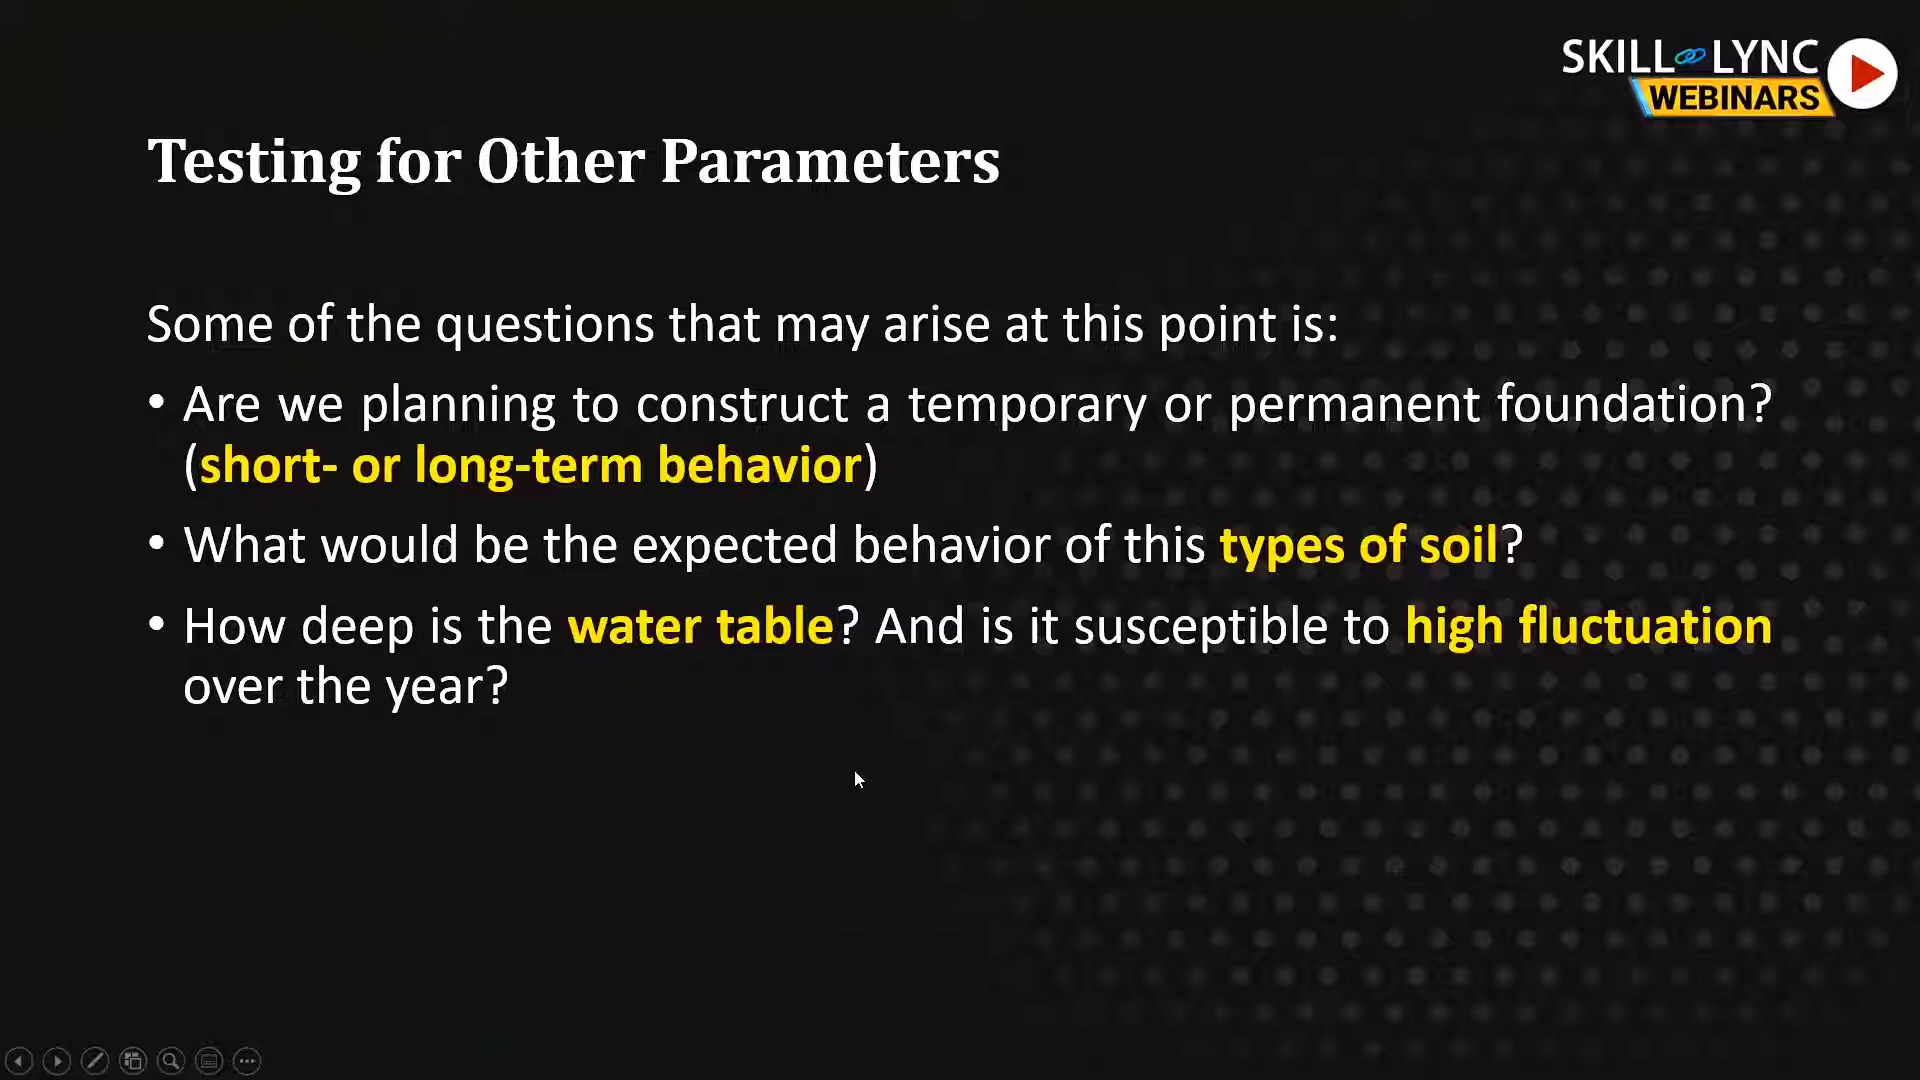 SKILL LYNC
WEBINARS
Testing for Other Parameters
Some of the questions that may arise at this point is:
• Are we planning to construct a temporary or permanent foundation?
(short- or long-term behavior)
• What would be the expected behavior of this types of soil?
• How deep is the water table? And is it susceptible to high fluctuation
over the year?